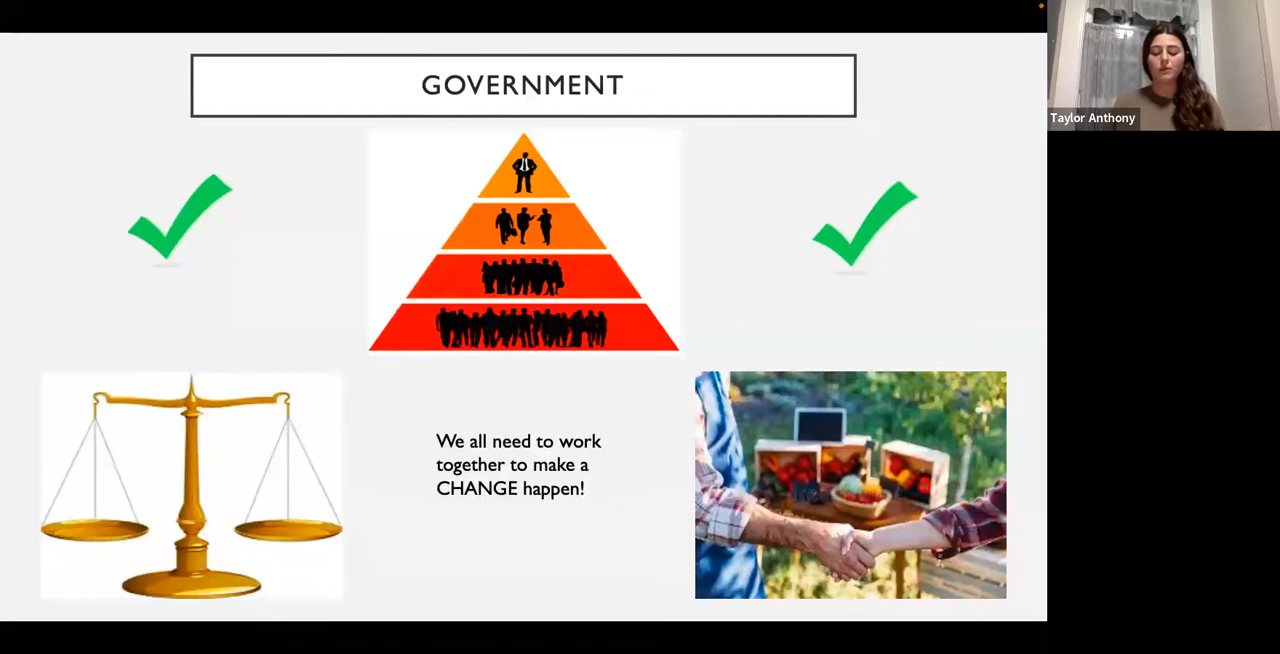 GOVERNMENT
Taylor Anthony
We all need to work
together to make a
CHANGE happen!